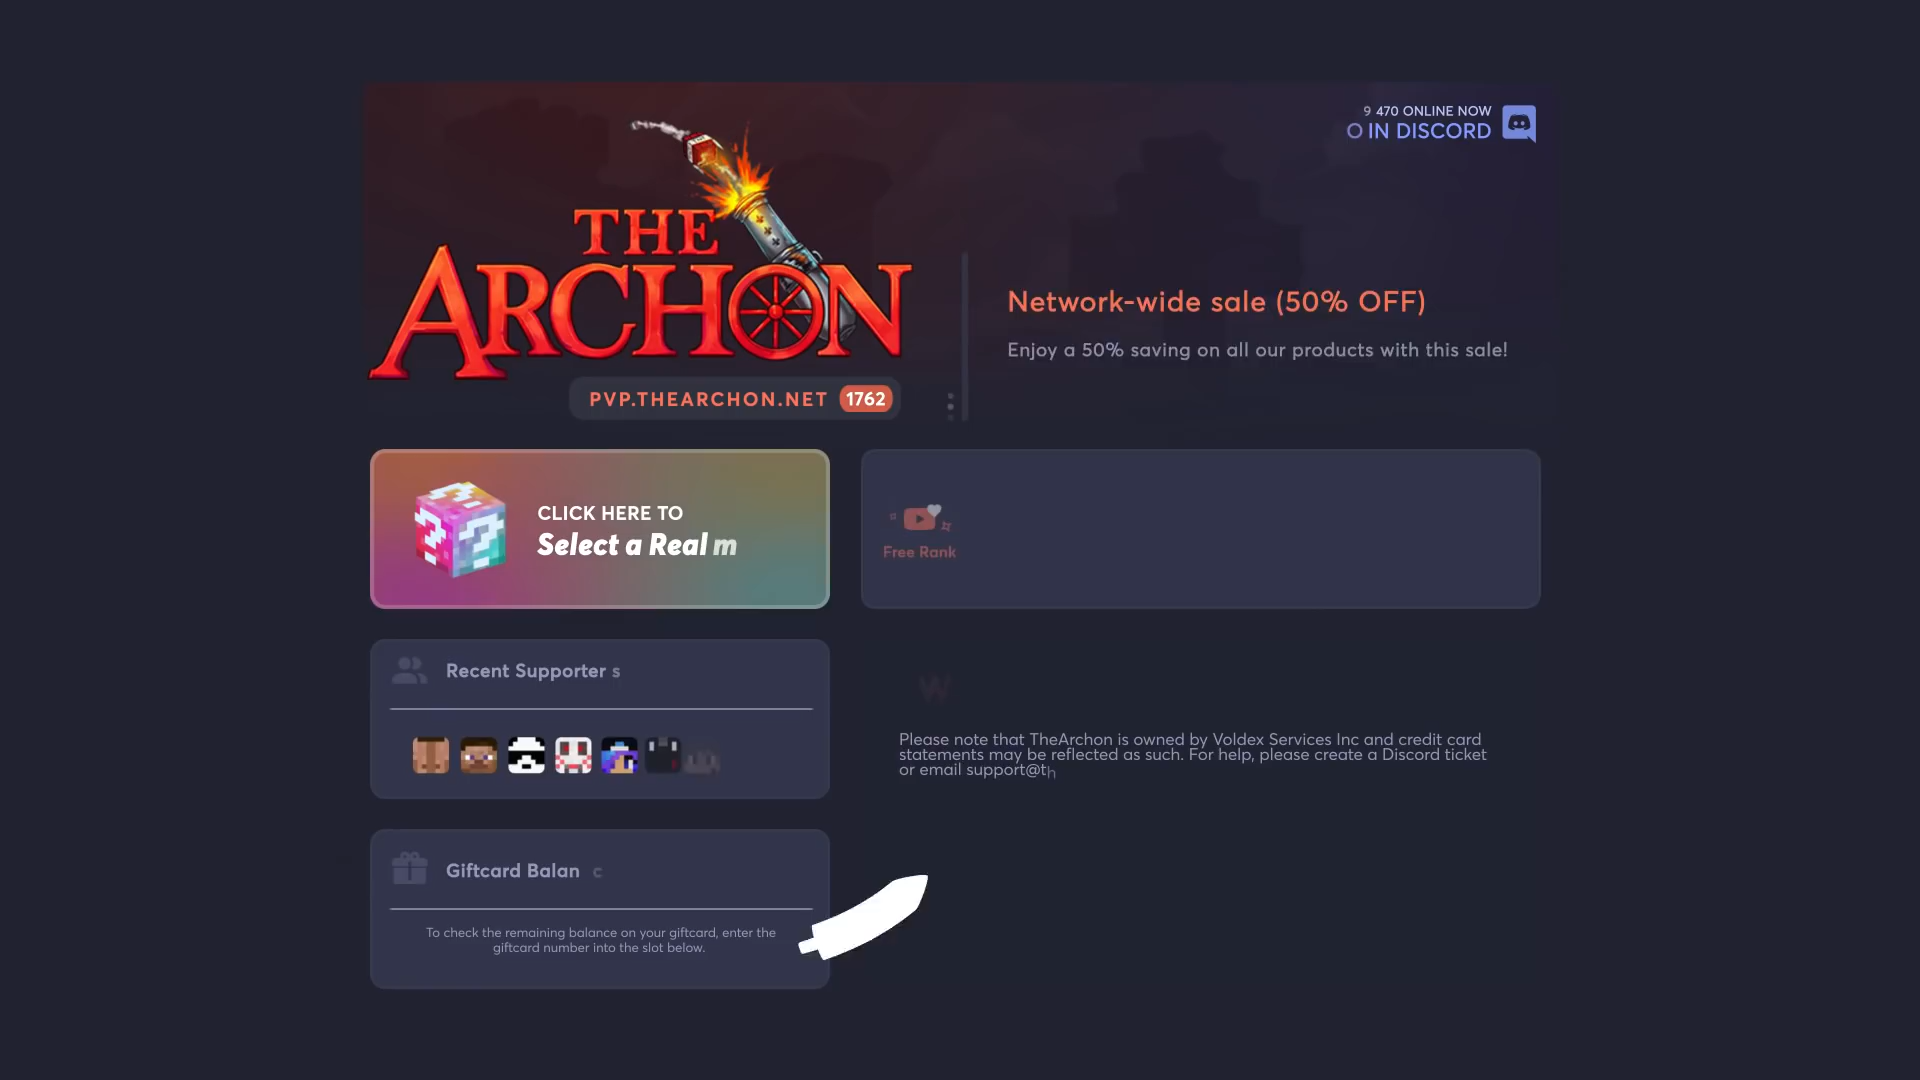 9 470 ONLINE NOW
O IN DISCORD
THE
ARCHON
Network-wide sale (50% OFF)
Enjoy a 50% saving on all our products with this sale!
PVP.THEARCHON.NET 1762
CLICK HERE TO
Select a Realm
Free Rank
Recent Supporters
W
Please note that TheArchon is owned by Voldex Services Inc and credit card
statements may be reflected as such. For help, please create a Discord ticket
or email support@th
Giftcard Balanc
To check the remaining balance on your giftcard, enter the
giftcard number into the slot below.